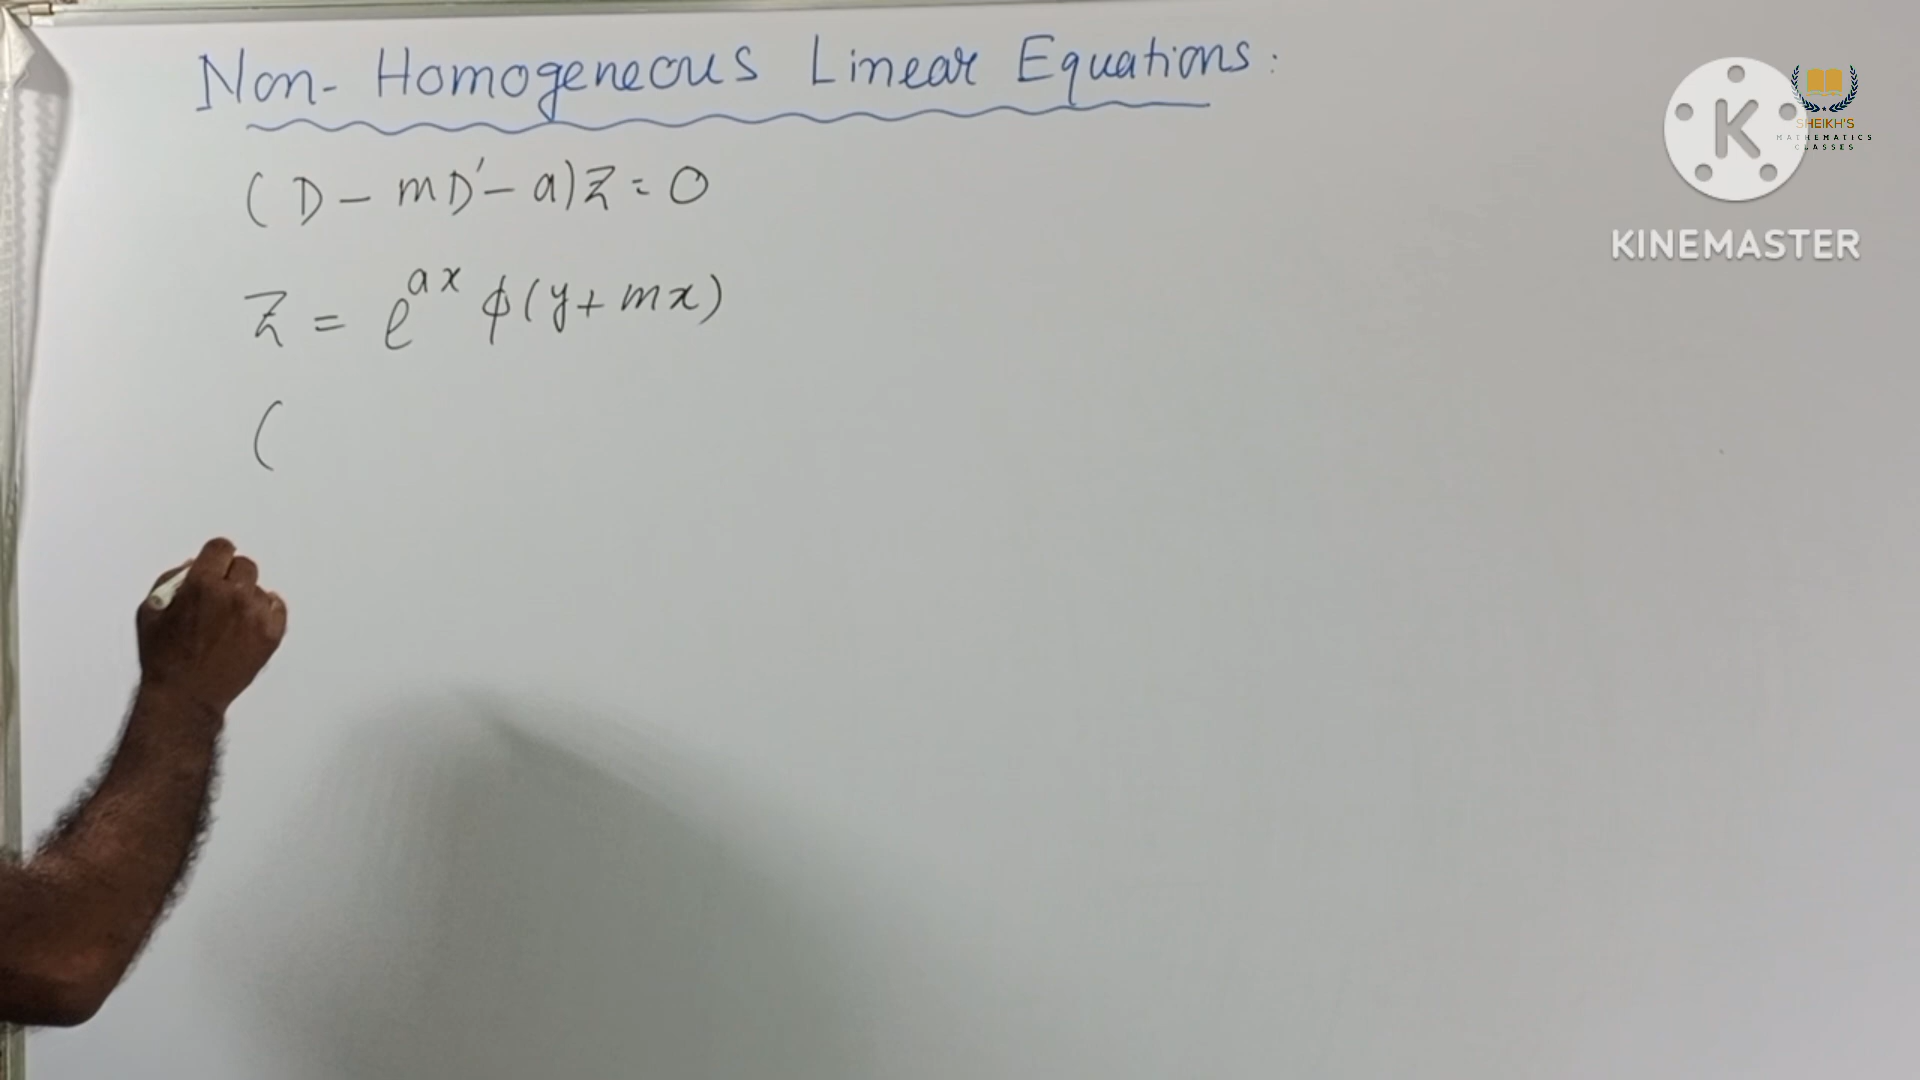 Non-Homogeneous Linear Equations:
(D - mD' - a)Z = 0
Z = e^{ax} ϕ(y + mx)
(
K
KINEMASTER
SHEIKH'S
MATHEMATICS
CLASSES